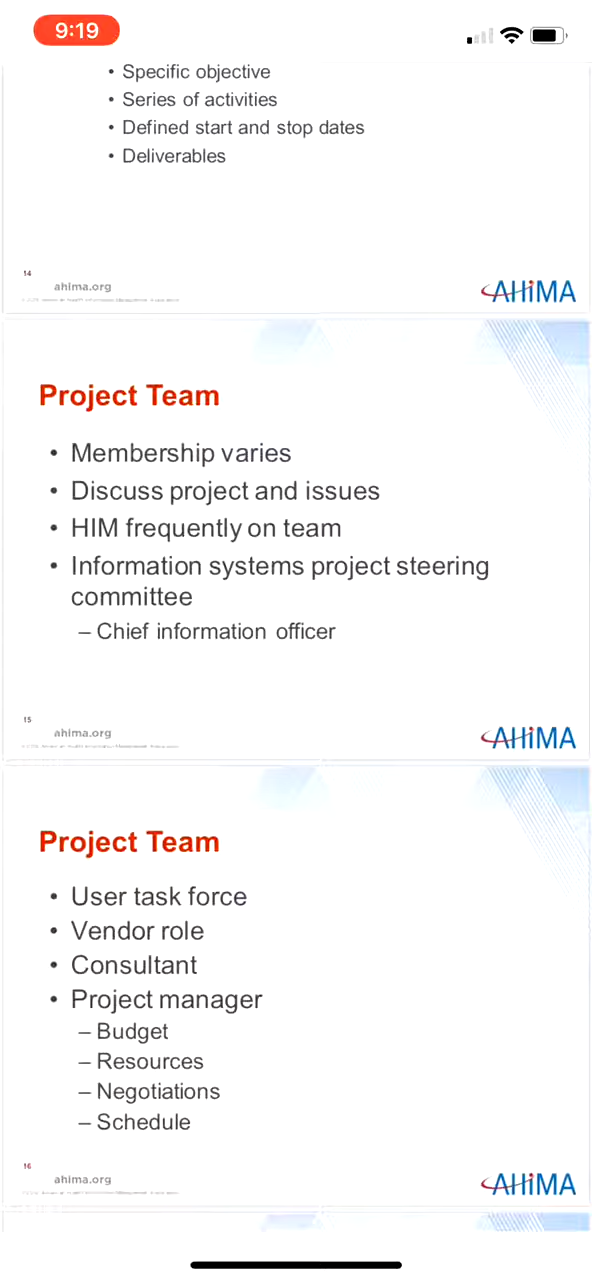 9:19
• Specific objective
• Series of activities
• Defined start and stop dates
• Deliverables
14
ahima.org
AHiMA
Project Team
• Membership varies
• Discuss project and issues
• HIM frequently on team
• Information systems project steering
committee
– Chief information officer
15
ahima.org
AHiMA
Project Team
• User task force
• Vendor role
• Consultant
• Project manager
– Budget
– Resources
– Negotiations
– Schedule
16
ahima.org
AHiMA